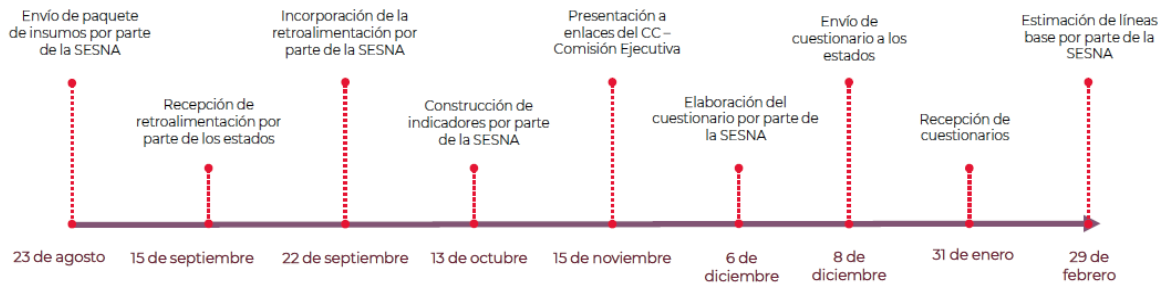 Envío de paquete
de insumos por parte
de la SESNA
Recepción de
retroalimentación por
parte de los estados
Incorporación de la
retroalimentación por
parte de la SESNA
Construcción de
indicadores por parte
de la SESNA
Presentación a
enlaces del CC –
Comisión Ejecutiva
Elaboración del
cuestionario por parte de
la SESNA
Envío de
cuestionario a los
estados
Recepción de
cuestionarios
Estimación de líneas
base por parte de la
SESNA
23 de agosto
15 de septiembre
22 de septiembre
13 de octubre
15 de noviembre
6 de
diciembre
8 de
diciembre
31 de enero
29 de
febrero